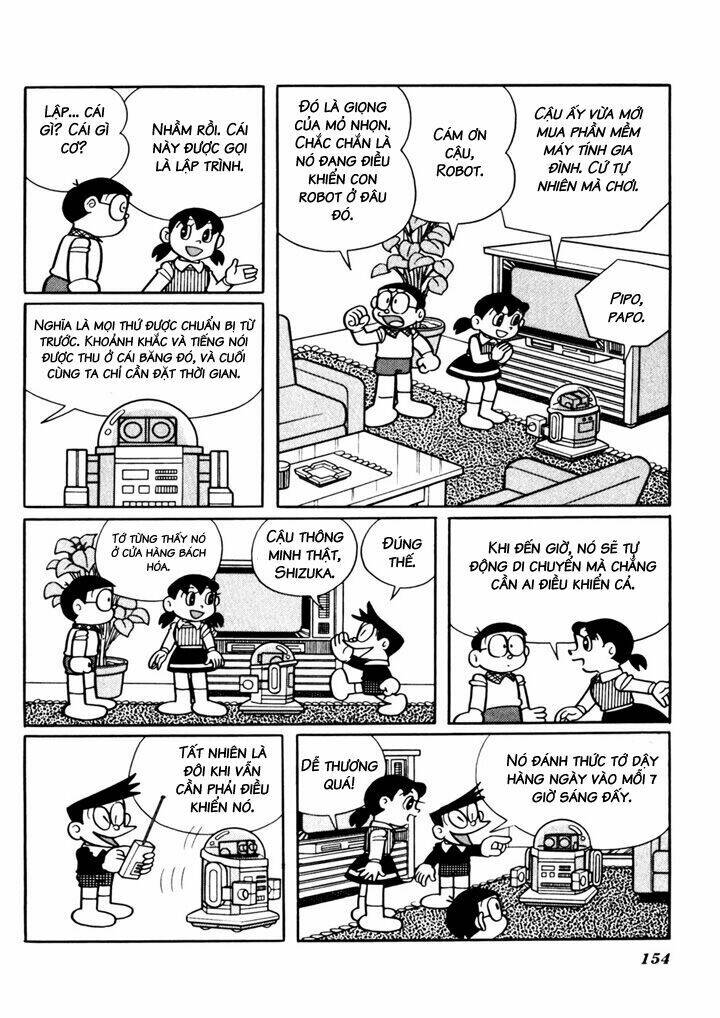 CẬU ẤY VỪA MỚI
MUA PHẦN MỀM
MÁY TÍNH GIA
ĐÌNH. CỨ TỰ
NHIÊN MÀ CHƠI.
PIPO,
PAPO.
CÁM ƠN
CẬU,
ROBOT.
ĐÓ LÀ GIỌNG
CỦA MỎ NHỌN.
CHẮC CHẮN LÀ
NÓ ĐANG ĐIỀU
KHIỂN CON
ROBOT Ở ĐÂU
ĐÓ.
NHẦM RỒI. CÁI
NÀY ĐƯỢC GỌI
LÀ LẬP TRÌNH.
LẬP... CÁI
GÌ? CÁI GÌ
CƠ?
NGHĨA LÀ MỌI THỨ ĐƯỢC CHUẨN BỊ TỪ
TRƯỚC. KHOẢNH KHẮC VÀ TIẾNG NÓI
ĐƯỢC THU Ở CÁI BĂNG ĐÓ, VÀ CUỐI
CÙNG TA CHỈ CẦN ĐẶT THỜI GIAN.
KHI ĐẾN GIỜ, NÓ SẼ TỰ
ĐỘNG DI CHUYỂN MÀ CHẲNG
CẦN AI ĐIỀU KHIỂN CẢ.
ĐÚNG
THẾ.
CẬU THÔNG
MINH THẬT,
SHIZUKA.
TỚ TỪNG THẤY NÓ
Ở CỬA HÀNG BÁCH
HÓA.
NÓ ĐÁNH THỨC TỚ DẬY
HÀNG NGÀY VÀO MỖI 7
GIỜ SÁNG ĐẤY.
DỄ THƯƠNG
QUÁ!
TẤT NHIÊN LÀ
ĐÔI KHI VẪN
CẦN PHẢI ĐIỀU
KHIỂN NÓ.
154